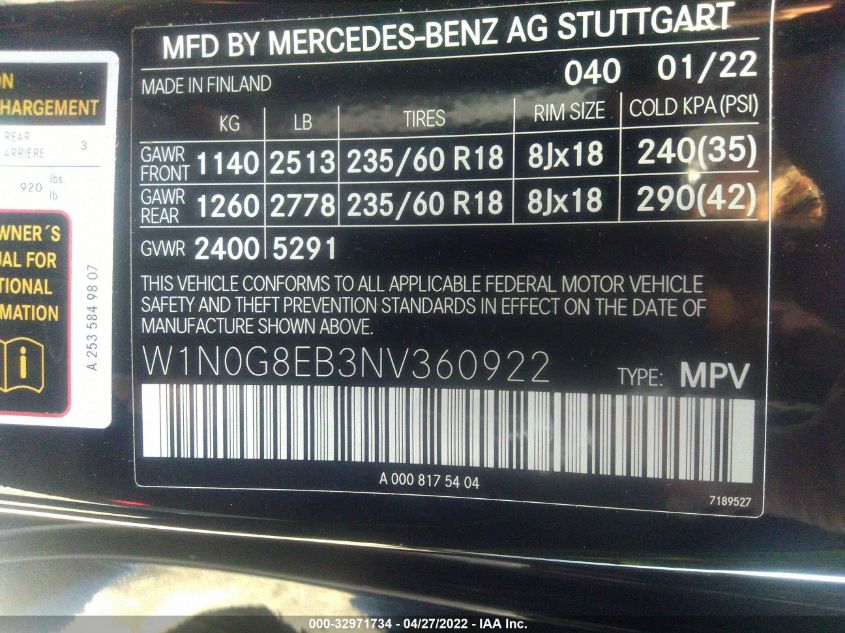 MFD BY MERCEDES-BENZ AG STUTTGART
MADE IN FINLAND 040 01/22
KG LB TIRES RIM SIZE COLD KPA (PSI)
GAWR FRONT 1140 2513 235/60 R18 8Jx18 240(35)
GAWR REAR 1260 2778 235/60 R18 8Jx18 290(42)
GVWR 2400 5291
THIS VEHICLE CONFORMS TO ALL APPLICABLE FEDERAL MOTOR VEHICLE
SAFETY AND THEFT PREVENTION STANDARDS IN EFFECT ON THE DATE OF
MANUFACTURE SHOWN ABOVE.
W1N0G8EB3NV360922 TYPE: MPV
A 000 817 54 04
7189527
ON
HARGEMENT
REAR
ARRIERE 3
920 lbs
lb
WNER´S
UAL FOR
TIONAL
MATION
A 253 584 98 07
000-32971734 - 04/27/2022 - IAA Inc.